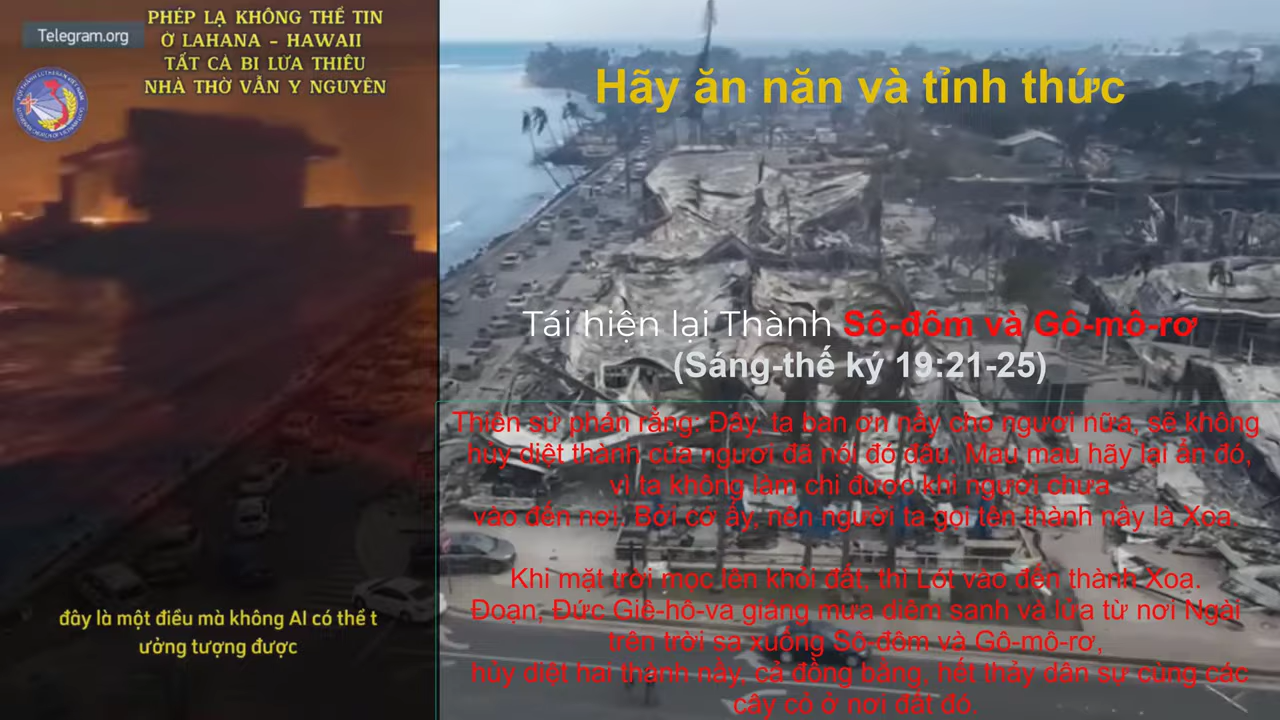 Telegram.org
PHÉP LẠ KHÔNG THỂ TIN
Ở LAHANA - HAWAII
TẤT CẢ BỊ LỬA THIÊU
NHÀ THỜ VẪN Y NGUYÊN
đây là một điều mà không AI có thể t
ưởng tượng được
Hãy ăn năn và tỉnh thức
Tái hiện lại Thành Sô-đôm và Gô-mô-rơ
(Sáng-thế ký 19:21-25)
Thiên sứ phán rằng: Đây, ta ban ơn nầy cho ngươi nữa, sẽ không
hủy diệt thành của ngươi đã nói đó đâu. Mau mau hãy lại ẩn đó,
vì ta không làm chi được khi ngươi chưa
vào đến nơi. Bởi cớ ấy, nên người ta gọi tên thành nầy là Xoa.
Khi mặt trời mọc lên khỏi đất, thì Lót vào đến thành Xoa.
Đoạn, Đức Giê-hô-va giáng mưa diêm sanh và lửa từ nơi Ngài
trên trời sa xuống Sô-đôm và Gô-mô-rơ,
hủy diệt hai thành nầy, cả đồng bằng, hết thảy dân sự cùng các
cây cỏ ở nơi đất đó.